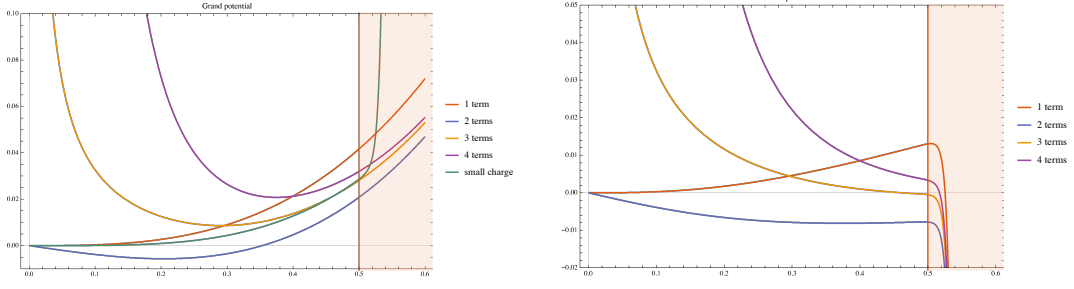 Grand potential
0.10
0.08
0.06
0.04
0.02
0.00
0.0 0.1 0.2 0.3 0.4 0.5 0.6
1 term
2 terms
3 terms
4 terms
small charge
0.05
0.04
0.03
0.02
0.01
0.00
-0.01
-0.02
0.0 0.1 0.2 0.3 0.4 0.5 0.6
1 term
2 terms
3 terms
4 terms